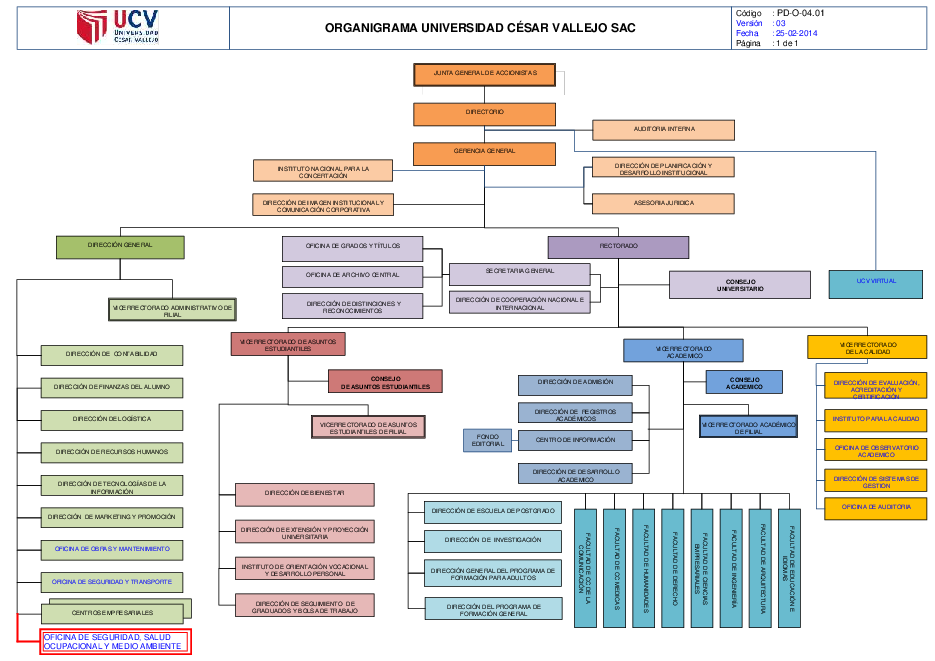 UCV
UNIVERSIDAD
CÉSAR VALLEJO
ORGANIGRAMA UNIVERSIDAD CÉSAR VALLEJO SAC
Código : PD-O-04.01
Versión : 03
Fecha : 25-02-2014
Página : 1 de 1
JUNTA GENERAL DE ACCIONISTAS
DIRECTORIO
AUDITORIA INTERNA
GERENCIA GENERAL
INSTITUTO NACIONAL PARA LA
CONCERTACIÓN
DIRECCIÓN DE PLANIFICACIÓN Y
DESARROLLO INSTITUCIONAL
DIRECCIÓN DE IMAGEN INSTITUCIONAL Y
COMUNICACIÓN CORPORATIVA
ASESORIA JURIDICA
DIRECCIÓN GENERAL
OFICINA DE GRADOS Y TÍTULOS
RECTORADO
OFICINA DE ARCHIVO CENTRAL
SECRETARIA GENERAL
CONSEJO
UNIVERSITARIO
UCV VIRTUAL
VICERRECTORADO ADMINISTRATIVO DE
FILIAL
DIRECCIÓN DE DISTINCIONES Y
RECONOCIMIENTOS
DIRECCIÓN DE COOPERACIÓN NACIONAL E
INTERNACIONAL
VICERRECTORADO DE ASUNTOS
ESTUDIANTILES
VICERRECTORADO
ACADEMICO
VICERRECTORADO
DE LA CALIDAD
DIRECCIÓN DE CONTABILIDAD
DIRECCIÓN DE FINANZAS DEL ALUMNO
DIRECCIÓN DE LOGÍSTICA
DIRECCIÓN DE RECURSOS HUMANOS
DIRECCIÓN DE TECNOLOGÍAS DE LA
INFORMACIÓN
DIRECCIÓN DE MARKETING Y PROMOCIÓN
OFICINA DE OBRAS Y MANTENIMIENTO
OFICINA DE SEGURIDAD Y TRANSPORTE
CENTROS EMPRESARIALES
OFICINA DE SEGURIDAD, SALUD
OCUPACIONAL Y MEDIO AMBIENTE
CONSEJO
DE ASUNTOS ESTUDIANTILES
VICERRECTORADO DE ASUNTOS
ESTUDIANTILES DE FILIAL
DIRECCIÓN DE BIENESTAR
DIRECCIÓN DE EXTENSIÓN Y PROYECCIÓN
UNIVERSITARIA
INSTITUTO DE ORIENTACIÓN VOCACIONAL
Y DESARROLLO PERSONAL
DIRECCIÓN DE SEGUIMIENTO DE
GRADUADOS Y BOLSA DE TRABAJO
DIRECCIÓN DE ADMISIÓN
DIRECCIÓN DE REGISTROS
ACADÉMICOS
FONDO
EDITORIAL
CENTRO DE INFORMACIÓN
DIRECCIÓN DE DESARROLLO
ACADEMICO
CONSEJO
ACADEMICO
VICERRECTORADO ACADÉMICO
DE FILIAL
DIRECCIÓN DE EVALUACIÓN,
ACREDITACIÓN Y
CERTIFICACIÓN
INSTITUTO PARA LA CALIDAD
OFICINA DE OBSERVATORIO
ACADEMICO
DIRECCIÓN DE SISTEMAS DE
GESTION
OFICINA DE AUDITORIA
DIRECCIÓN DE ESCUELA DE POSTGRADO
DIRECCIÓN DE INVESTIGACIÓN
DIRECCIÓN GENERAL DEL PROGRAMA DE
FORMACIÓN PARA ADULTOS
DIRECCIÓN DEL PROGRAMA DE
FORMACIÓN GENERAL
FACULTAD DE CC DE LA
COMUNICACIÓN
FACULTAD DE CC MEDICAS
FACULTAD DE HUMANIDADES
FACULTAD DE DERECHO
FACULTAD DE CIENCIAS
EMPRESARIALES
FACULTAD DE INGENIERÍA
FACULTAD DE ARQUITECTURA
FACULTAD DE EDUCACIÓN E
IDIOMAS